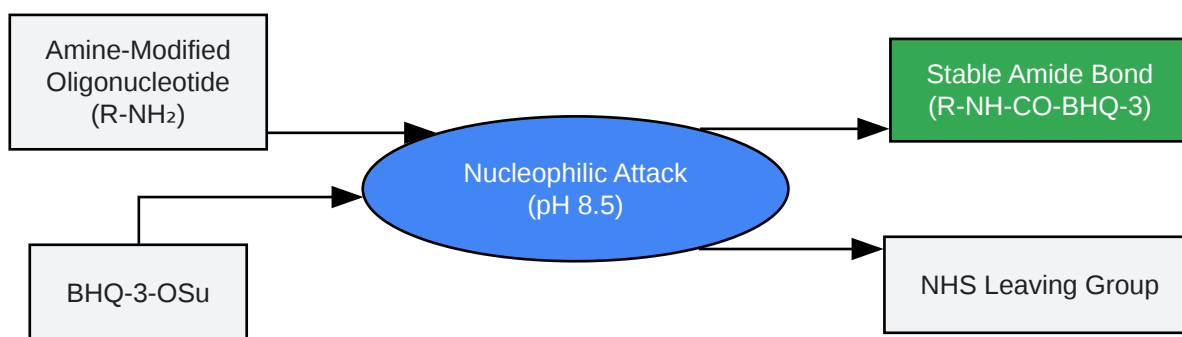 Amine-Modified
Oligonucleotide
(R-NH₂)
BHQ-3-OSu
Nucleophilic Attack
(pH 8.5)
Stable Amide Bond
(R-NH-CO-BHQ-3)
NHS Leaving Group